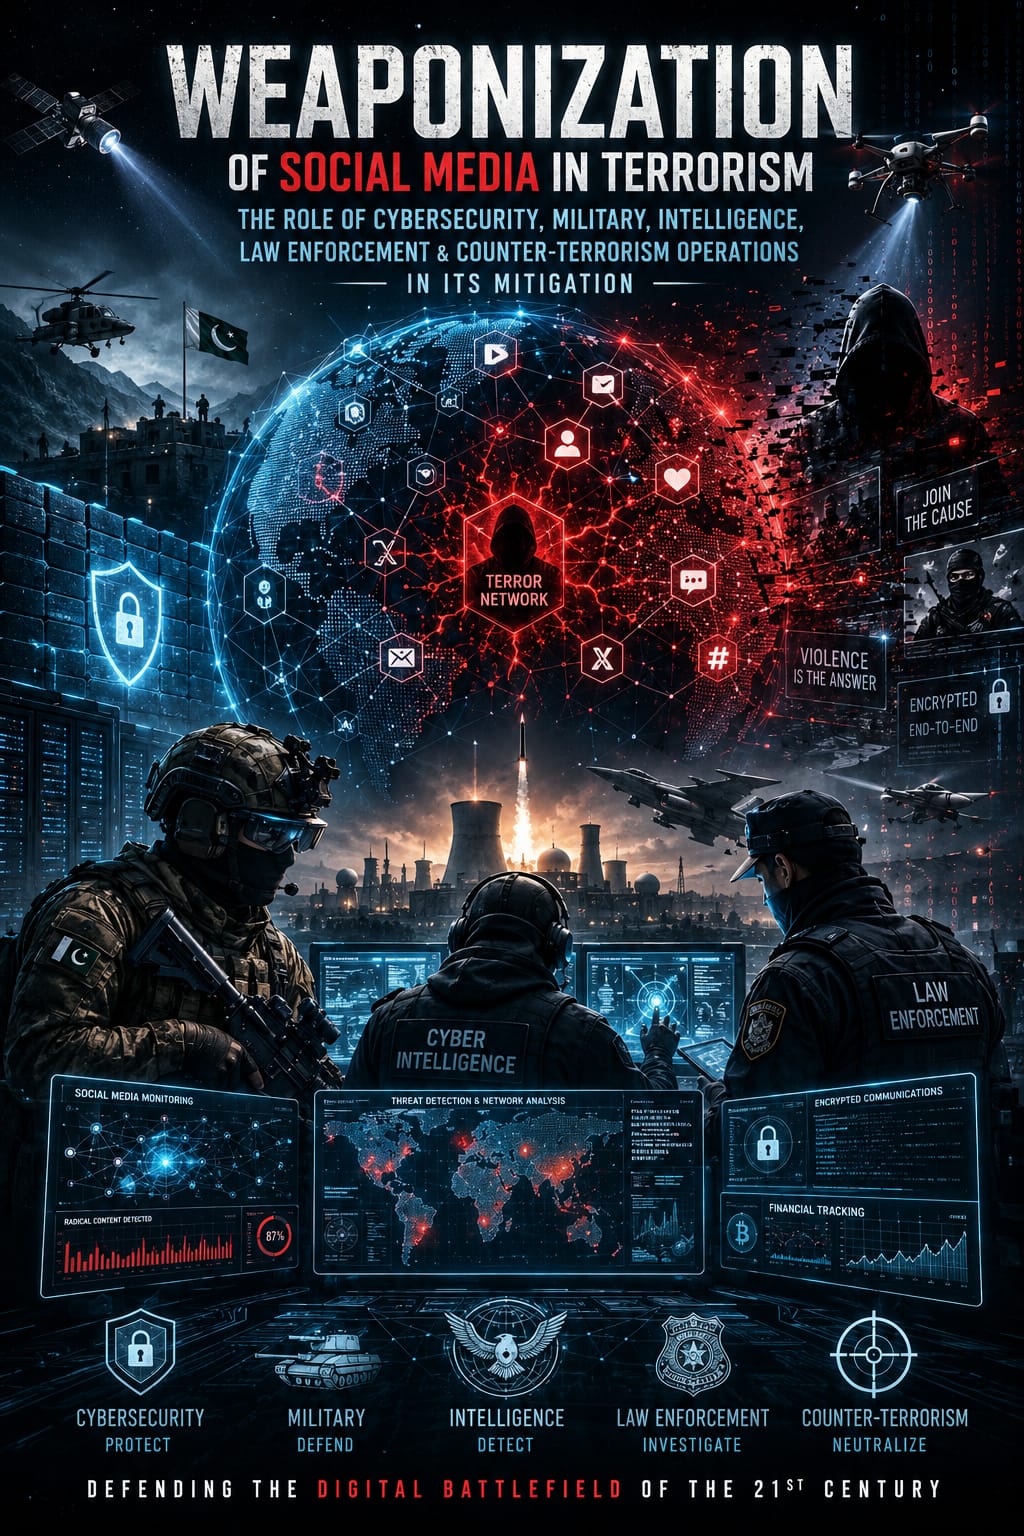 WEAPONIZATION
OF SOCIAL MEDIA IN TERRORISM
THE ROLE OF CYBERSECURITY, MILITARY, INTELLIGENCE,
LAW ENFORCEMENT & COUNTER-TERRORISM OPERATIONS
IN ITS MITIGATION
JOIN
THE CAUSE
TERROR
NETWORK
VIOLENCE
IS THE ANSWER
ENCRYPTED
END-TO-END
CYBER
INTELLIGENCE
LAW
ENFORCEMENT
SOCIAL MEDIA MONITORING
THREAT DETECTION & NETWORK ANALYSIS
ENCRYPTED COMMUNICATIONS
RADICAL CONTENT DETECTED
87%
FINANCIAL TRACKING
CYBERSECURITY
PROTECT
MILITARY
DEFEND
INTELLIGENCE
DETECT
LAW ENFORCEMENT
INVESTIGATE
COUNTER-TERRORISM
NEUTRALIZE
DEFENDING THE DIGITAL BATTLEFIELD OF THE 21ST CENTURY